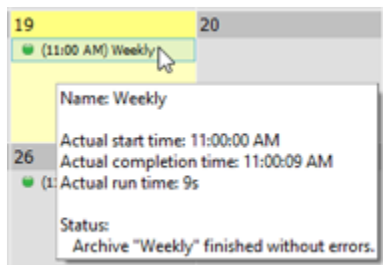 19
20
(11:00 AM) Weekly
Name: Weekly
Actual start time: 11:00:00 AM
26
Actual completion time: 11:00:09 AM
(1
Actual run time: 9s
Status:
Archive "Weekly" finished without errors.